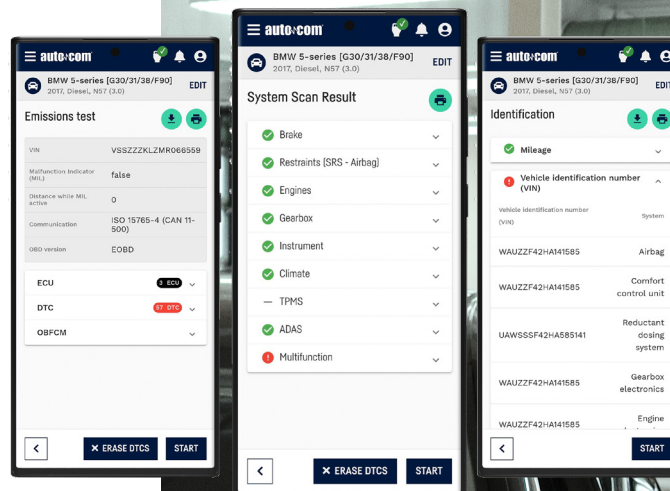 auto:com
BMW 5-series [G30/31/38/F90]
2017, Diesel, N57 (3.0)
EDIT
Emissions test
VIN VSSZZZKLZMR066559
Malfunction Indicator (MIL) false
Distance while MIL active 0
Communication ISO 15765-4 (CAN 11-500)
OBD version EOBD
ECU 3 ECU
DTC 57 DTC
OBFCM
× ERASE DTCS
START
auto:com
BMW 5-series [G30/31/38/F90]
2017, Diesel, N57 (3.0)
EDIT
System Scan Result
Brake
Restraints (SRS - Airbag)
Engines
Gearbox
Instrument
Climate
TPMS
ADAS
Multifunction
× ERASE DTCS
START
auto:com
BMW 5-series [G30/31/38/F90]
2017, Diesel, N57 (3.0)
EDIT
Identification
Mileage
Vehicle identification number
(VIN)
Vehicle identification number
(VIN)
System
WAUZZF42HA141585 Airbag
WAUZZF42HA141585 Comfort control unit
UAWSSSF42HA585141 Reductant dosing system
WAUZZF42HA141585 Gearbox electronics
WAUZZF42HA141585 Engine
START